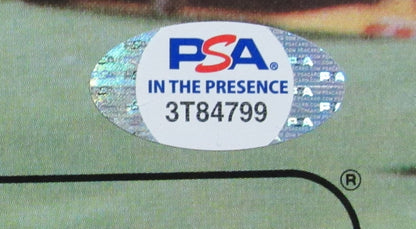 PSA®
IN THE PRESENCE
3T84799
®